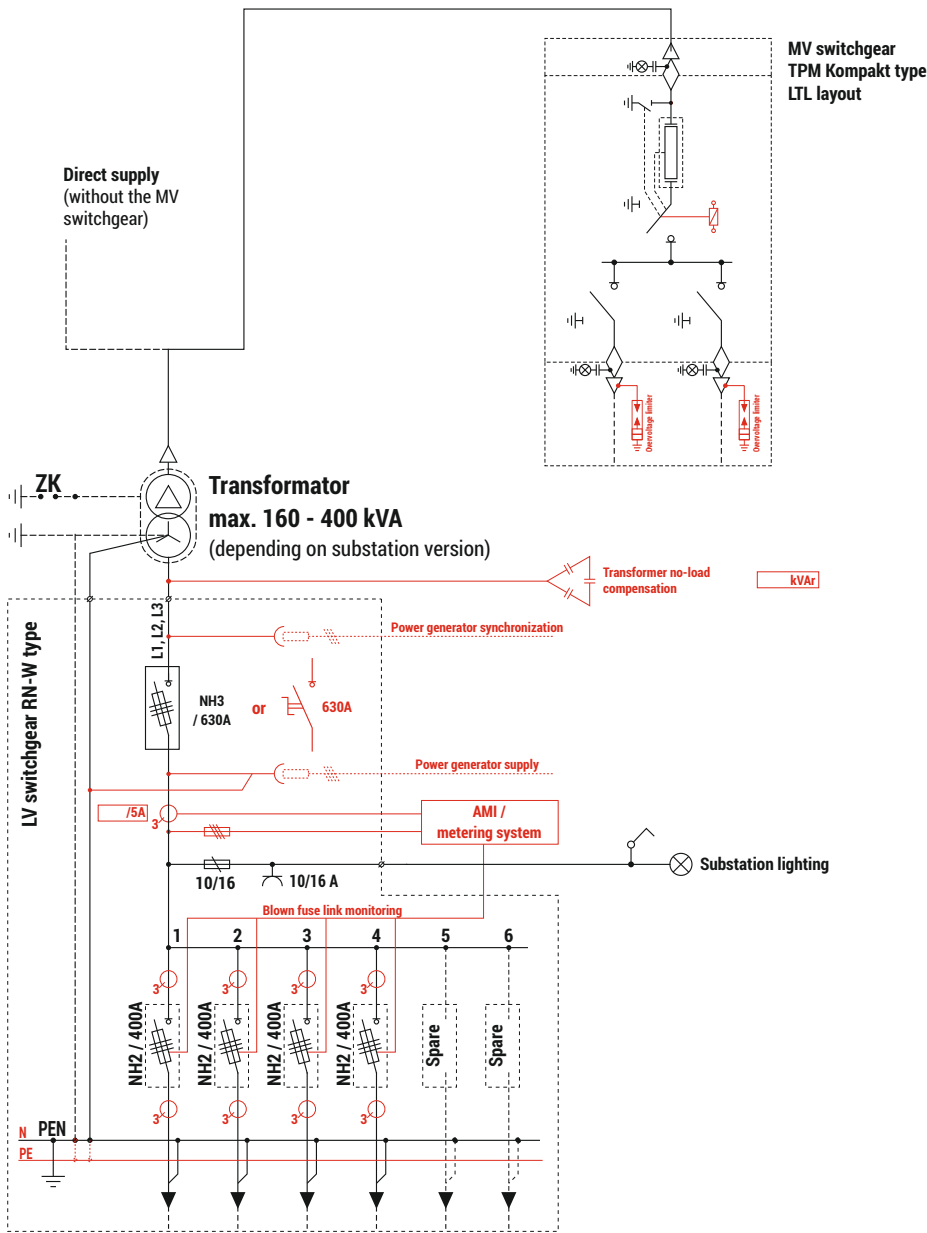 MV switchgear
TPM Kompakt type
LTL layout
Direct supply
(without the MV
switchgear)
Overvoltage limiter
Overvoltage limiter
ZK
Transformator
max. 160 - 400 kVA
(depending on substation version)
Transformer no-load
compensation
kVAr
LV switchgear RN-W type
L1, L2, L3
Power generator synchronization
NH3
/ 630A
or
630A
Power generator supply
/5A
3
AMI /
metering system
10/16
10/16 A
Substation lighting
Blown fuse link monitoring
1
2
3
4
5
6
3
3
3
3
NH2 / 400A
NH2 / 400A
NH2 / 400A
NH2 / 400A
Spare
Spare
3
3
3
3
N
PEN
PE